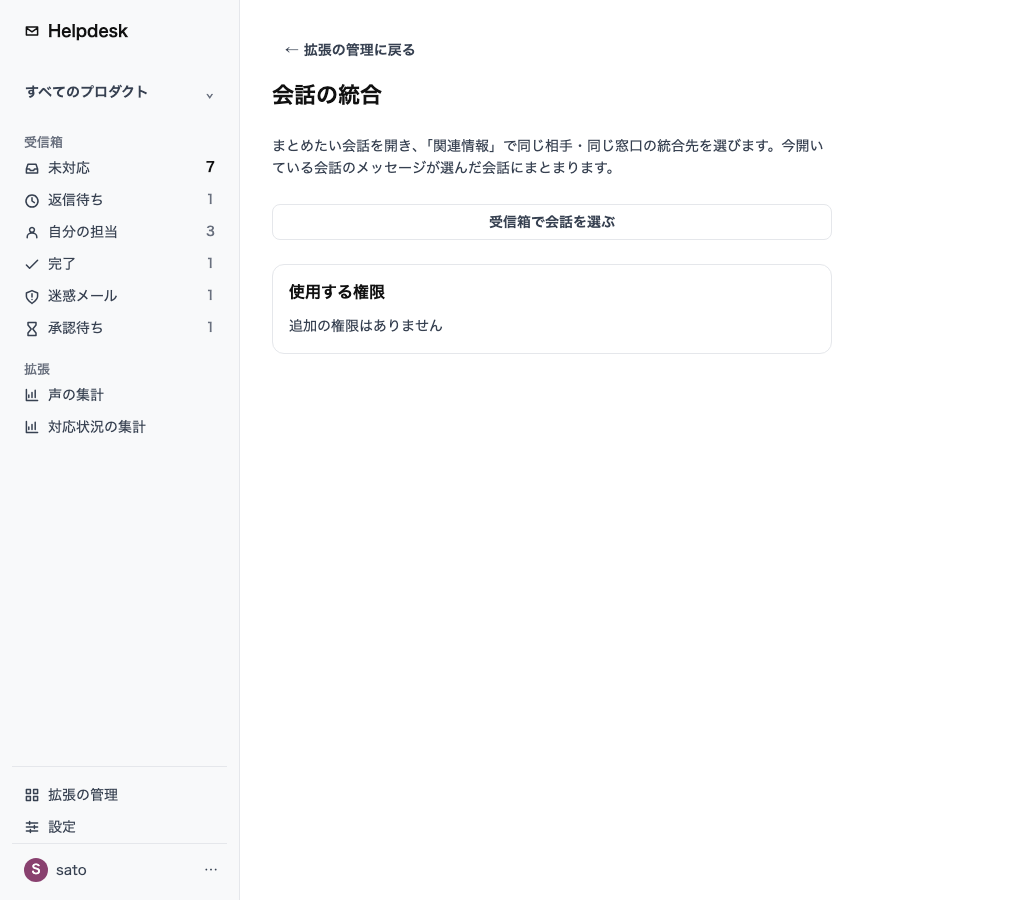 Helpdesk
すべてのプロダクト
受信箱
未対応 7
返信待ち 1
自分の担当 3
完了 1
迷惑メール 1
承認待ち 1
拡張
声の集計
対応状況の集計
拡張の管理
設定
S sato ...
← 拡張の管理に戻る
会話の統合
まとめたい会話を開き、「関連情報」で同じ相手・同じ窓口の統合先を選びます。今開い
ている会話のメッセージが選んだ会話にまとまります。
受信箱で会話を選ぶ
使用する権限
追加の権限はありません